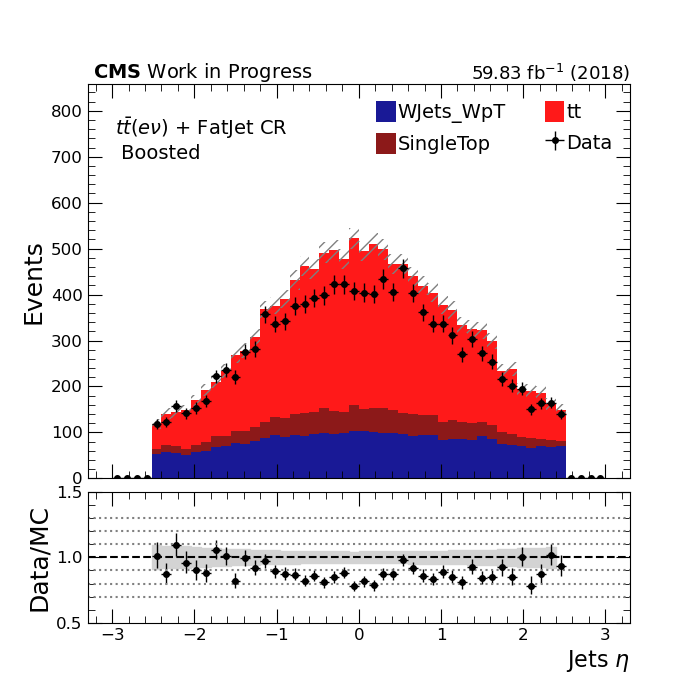 CMS Work in Progress 59.83 fb⁻¹ (2018)
tt̄(eν) + FatJet CR
Boosted
WJets_WpT tt
SingleTop Data
Events
800
700
600
500
400
300
200
100
0
Data/MC
1.5
1.0
0.5
−3 −2 −1 0 1 2 3
Jets η